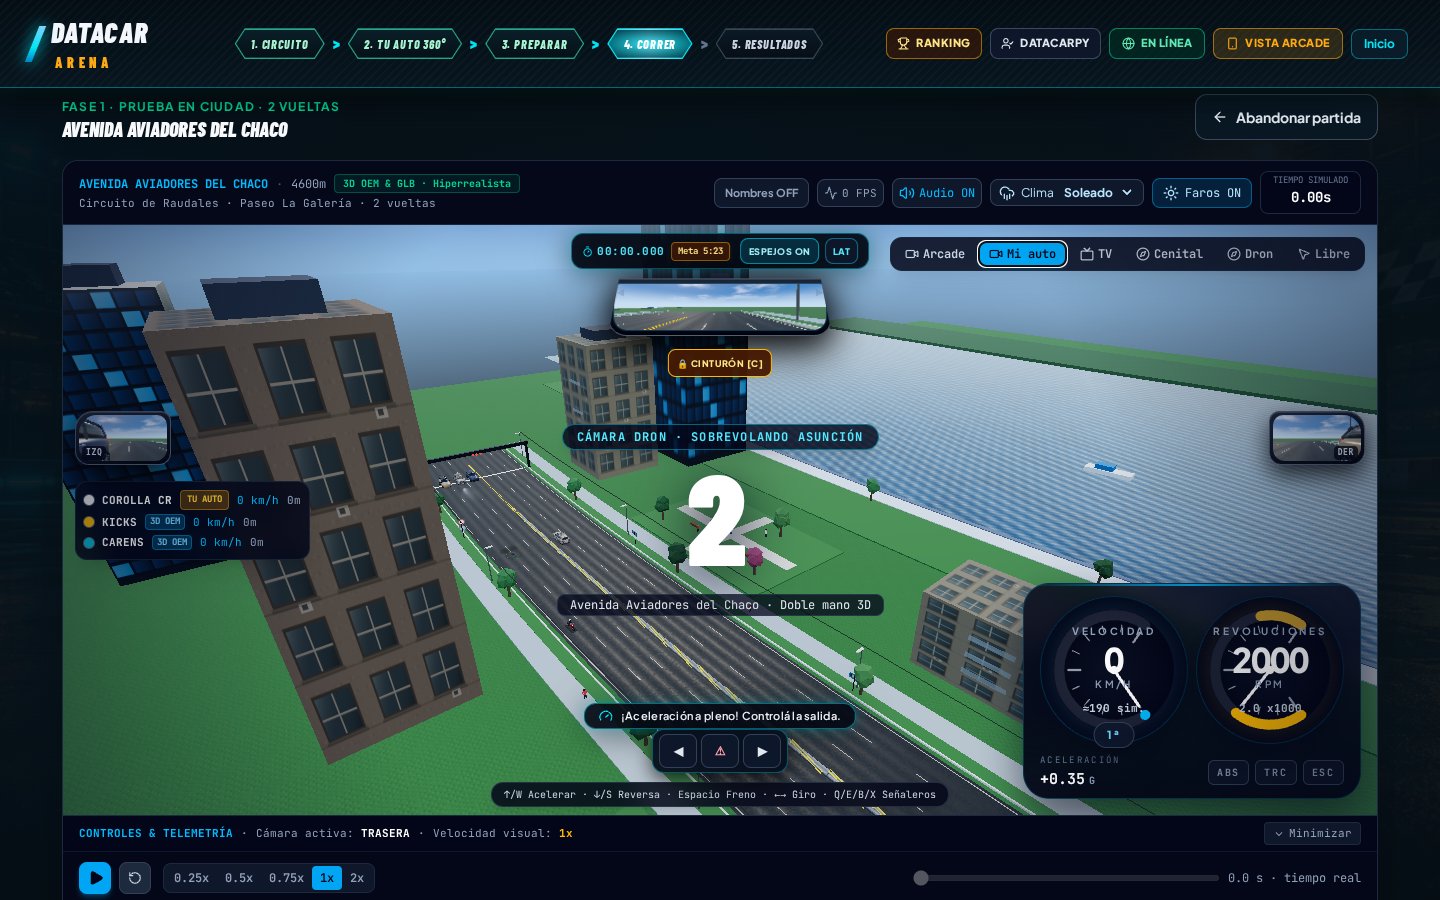 DATACAR
ARENA
1. CIRCUITO > 2. TU AUTO 360° > 3. PREPARAR > 4. CORRER > 5. RESULTADOS
RANKING
DATACARPY
EN LÍNEA
VISTA ARCADE
Inicio
FASE 1 · PRUEBA EN CIUDAD · 2 VUELTAS
AVENIDA AVIADORES DEL CHACO
← Abandonar partida
AVENIDA AVIADORES DEL CHACO · 4600m 3D OEM & GLB · Hiperrealista
Circuito de Raudales · Paseo La Galería · 2 vueltas
Nombres OFF
0 FPS
Audio ON
Clima Soleado
Faros ON
TIEMPO SIMULADO
0.00s
00:00.000 Meta 5:23 ESPEJOS ON LAT
Arcade Mi auto TV Cenital Dron Libre
CINTURÓN [C]
IZQ
DER
CÁMARA DRON · SOBREVOLANDO ASUNCIÓN
2
COROLLA CR TU AUTO 0 km/h 0m
KICKS 3D OEM 0 km/h 0m
CARENS 3D OEM 0 km/h 0m
Avenida Aviadores del Chaco · Doble mano 3D
VELOCIDAD
0
KM/H
≈190 sim.
1ª
REVOLUCIONES
2000
RPM
2.0 x1000
ACELERACIÓN
+0.35 G
ABS TRC ESC
¡Aceleración a pleno! Controlá la salida.
◀ ⚠ ▶
↑/W Acelerar · ↓/S Reversa · Espacio Freno · ←→ Giro · Q/E/B/X Señaleros
CONTROLES & TELEMETRÍA · Cámara activa: TRASERA · Velocidad visual: 1x
Minimizar
0.25x 0.5x 0.75x 1x 2x
0.0 s · tiempo real